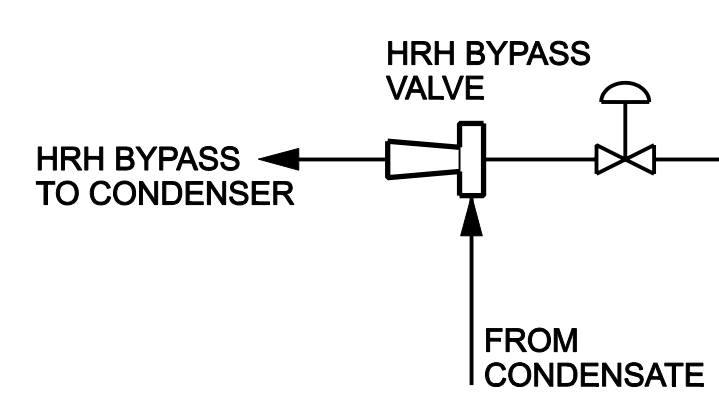 HRH BYPASS
VALVE
HRH BYPASS
TO CONDENSER
FROM
CONDENSATE